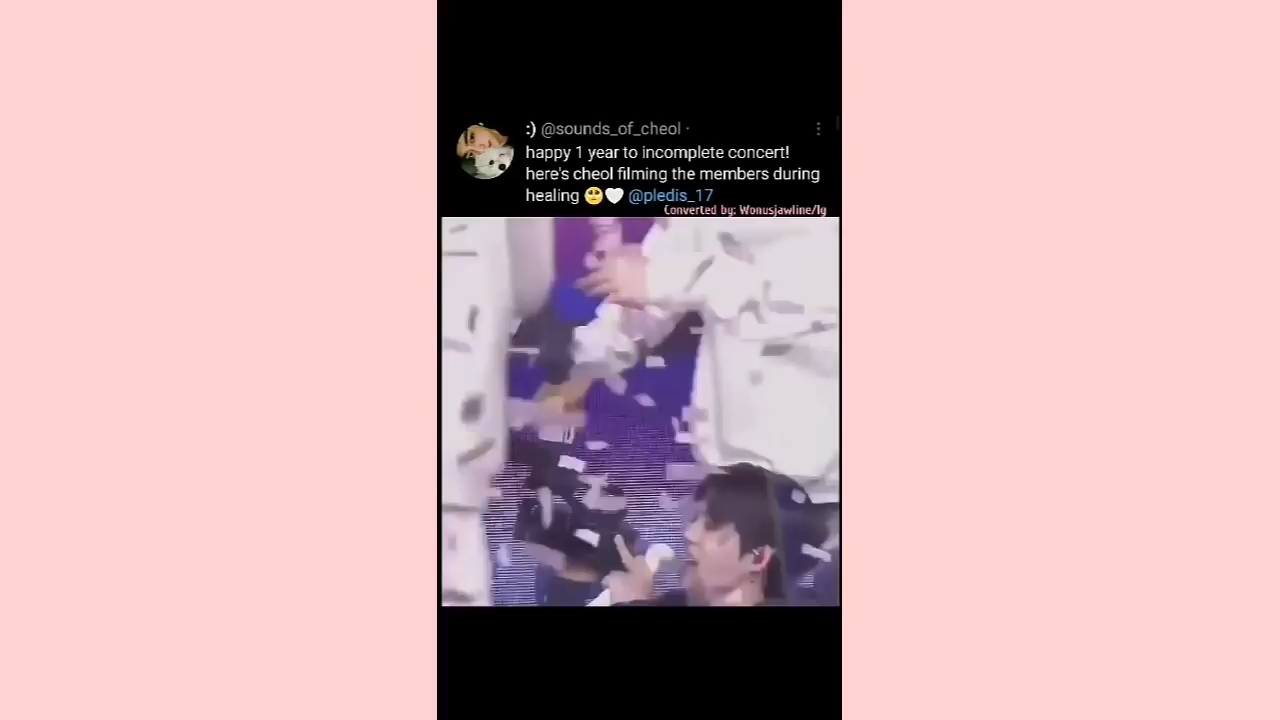 :) @sounds_of_cheol ·
happy 1 year to incomplete concert!
here's cheol filming the members during
healing 🥺🤍 @pledis_17
Converted by: Wonusjawline/Ig